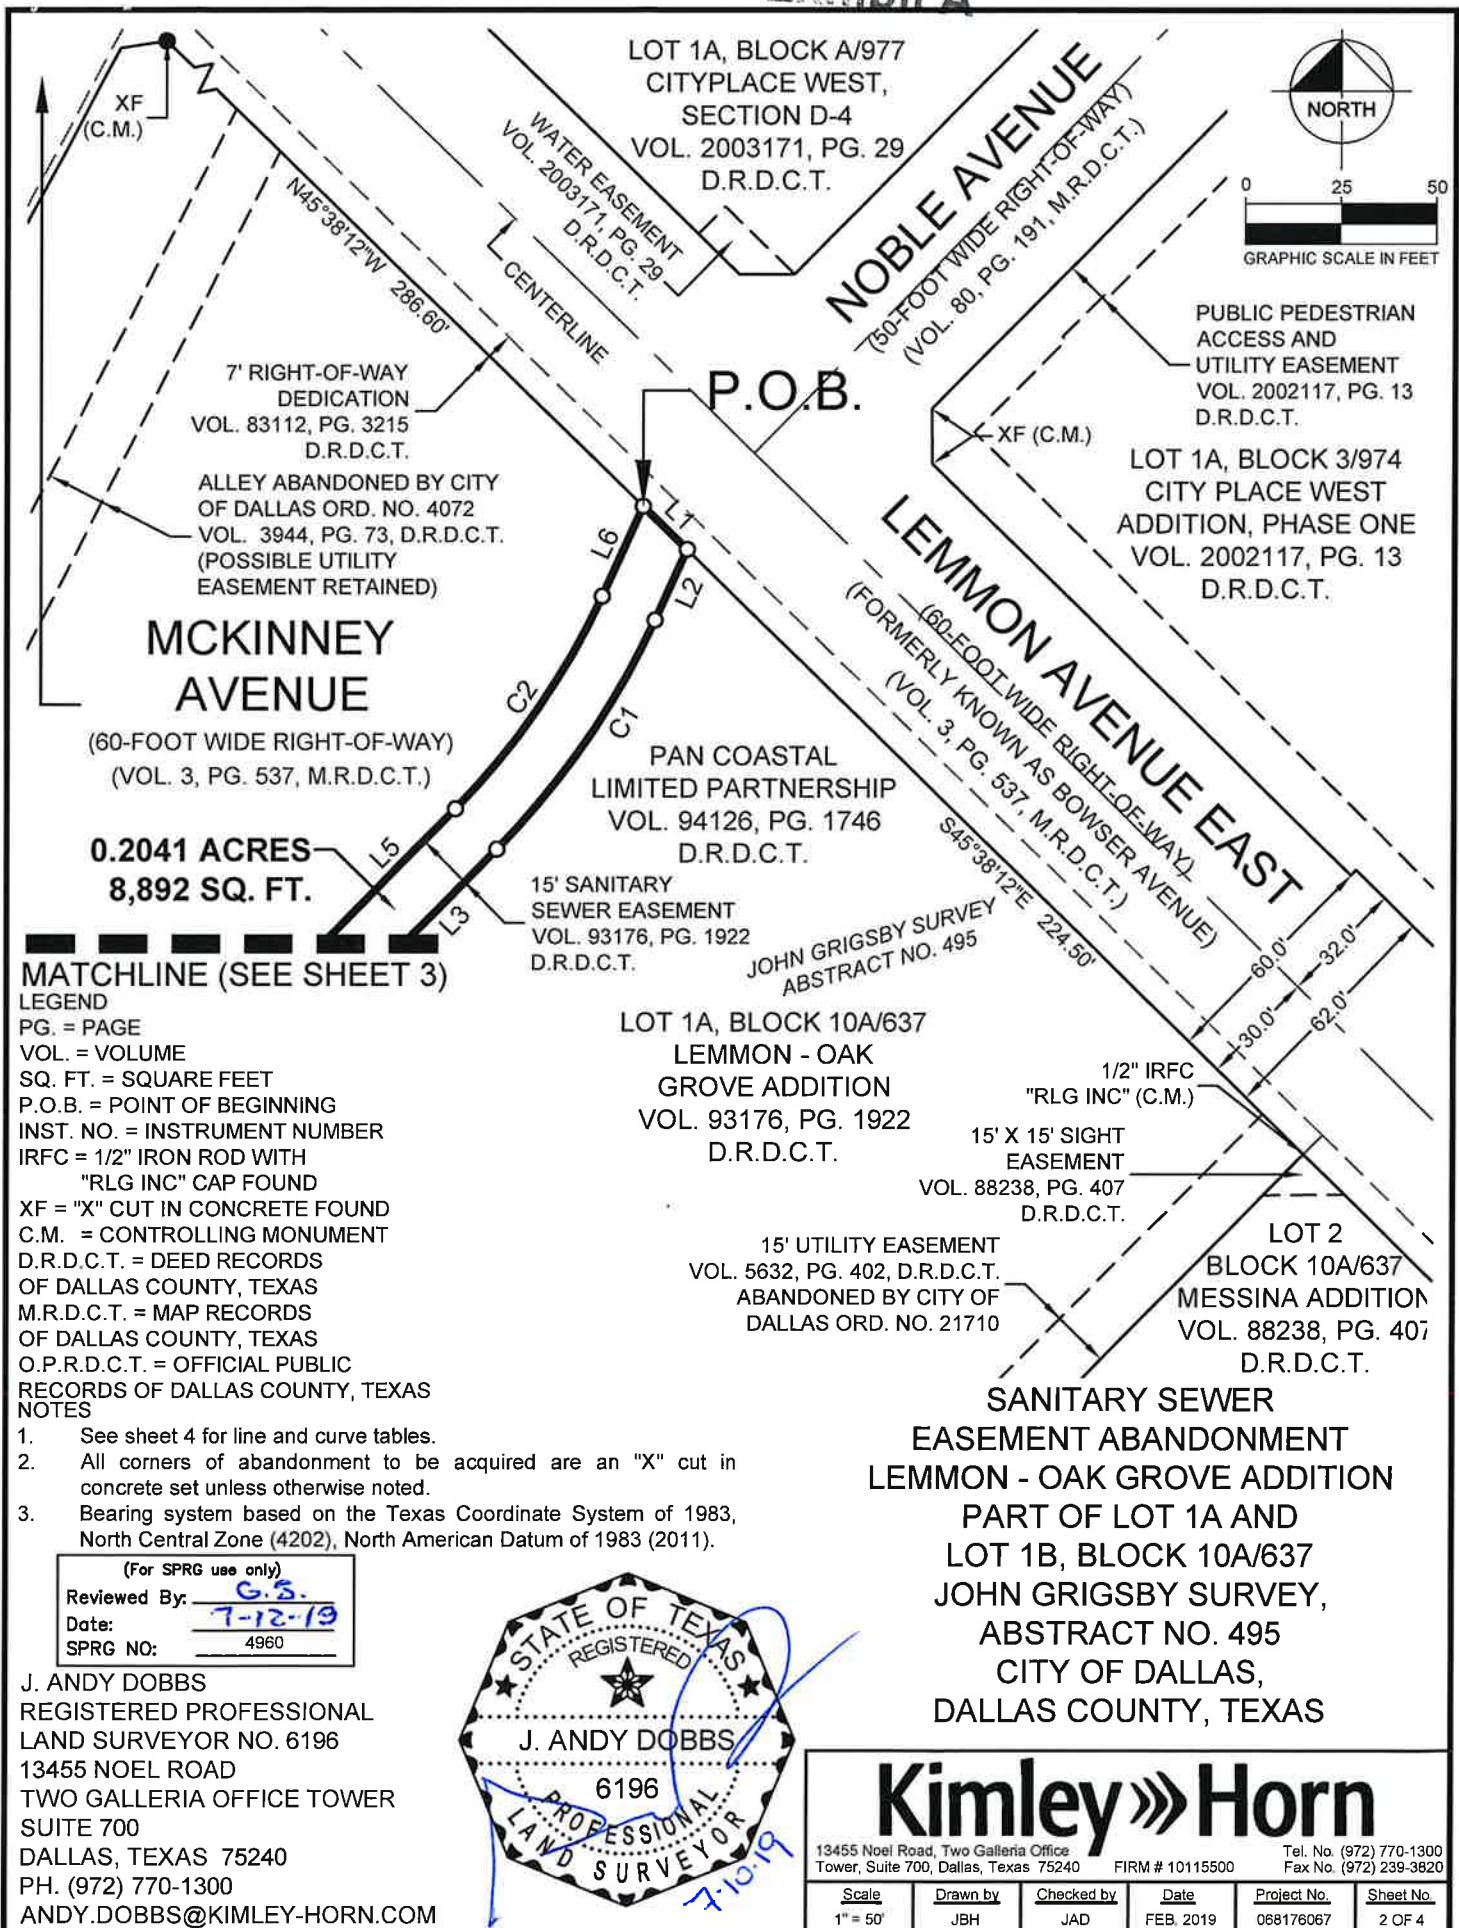 LOT 1A, BLOCK A/977
CITYPLACE WEST,
SECTION D-4
VOL. 2003171, PG. 29
D.R.D.C.T.
XF
(C.M.)
WATER EASEMENT
VOL. 2003171, PG. 29
D.R.D.C.T.
NOBLE AVENUE
(50-FOOT WIDE RIGHT-OF-WAY)
(VOL. 80, PG. 191, M.R.D.C.T.)
NORTH
0 25 50
GRAPHIC SCALE IN FEET
N45°38'12"W 286.60'
CENTERLINE
PUBLIC PEDESTRIAN
ACCESS AND
UTILITY EASEMENT
VOL. 2002117, PG. 13
D.R.D.C.T.
7' RIGHT-OF-WAY
DEDICATION
VOL. 83112, PG. 3215
D.R.D.C.T.
P.O.B.
XF (C.M.)
LOT 1A, BLOCK 3/974
CITY PLACE WEST
ADDITION, PHASE ONE
VOL. 2002117, PG. 13
D.R.D.C.T.
ALLEY ABANDONED BY CITY
OF DALLAS ORD. NO. 4072
VOL. 3944, PG. 73, D.R.D.C.T.
(POSSIBLE UTILITY
EASEMENT RETAINED)
L1
L6
L2
LEMMON AVENUE EAST
(60-FOOT WIDE RIGHT-OF-WAY)
(FORMERLY KNOWN AS BOWSER AVENUE)
(VOL. 3, PG. 537, M.R.D.C.T.)
MCKINNEY
AVENUE
(60-FOOT WIDE RIGHT-OF-WAY)
(VOL. 3, PG. 537, M.R.D.C.T.)
C2
C1
PAN COASTAL
LIMITED PARTNERSHIP
VOL. 94126, PG. 1746
D.R.D.C.T.
0.2041 ACRES
8,892 SQ. FT.
L5
L3
15' SANITARY
SEWER EASEMENT
VOL. 93176, PG. 1922
D.R.D.C.T.
S45°38'12"E 224.50'
JOHN GRIGSBY SURVEY
ABSTRACT NO. 495
60.0'
32.0'
30.0'
62.0'
MATCHLINE (SEE SHEET 3)
LEGEND
PG. = PAGE
VOL. = VOLUME
SQ. FT. = SQUARE FEET
P.O.B. = POINT OF BEGINNING
INST. NO. = INSTRUMENT NUMBER
IRFC = 1/2" IRON ROD WITH
"RLG INC" CAP FOUND
XF = "X" CUT IN CONCRETE FOUND
C.M. = CONTROLLING MONUMENT
D.R.D.C.T. = DEED RECORDS
OF DALLAS COUNTY, TEXAS
M.R.D.C.T. = MAP RECORDS
OF DALLAS COUNTY, TEXAS
O.P.R.D.C.T. = OFFICIAL PUBLIC
RECORDS OF DALLAS COUNTY, TEXAS
LOT 1A, BLOCK 10A/637
LEMMON - OAK
GROVE ADDITION
VOL. 93176, PG. 1922
D.R.D.C.T.
1/2" IRFC
"RLG INC" (C.M.)
15' X 15' SIGHT
EASEMENT
VOL. 88238, PG. 407
D.R.D.C.T.
15' UTILITY EASEMENT
VOL. 5632, PG. 402, D.R.D.C.T.
ABANDONED BY CITY OF
DALLAS ORD. NO. 21710
LOT 2
BLOCK 10A/637
MESSINA ADDITION
VOL. 88238, PG. 407
D.R.D.C.T.
NOTES
1. See sheet 4 for line and curve tables.
2. All corners of abandonment to be acquired are an "X" cut in
concrete set unless otherwise noted.
3. Bearing system based on the Texas Coordinate System of 1983,
North Central Zone (4202), North American Datum of 1983 (2011).
SANITARY SEWER
EASEMENT ABANDONMENT
LEMMON - OAK GROVE ADDITION
PART OF LOT 1A AND
LOT 1B, BLOCK 10A/637
JOHN GRIGSBY SURVEY,
ABSTRACT NO. 495
CITY OF DALLAS,
DALLAS COUNTY, TEXAS
(For SPRG use only)
Reviewed By: G.S.
Date: 7-12-19
SPRG NO: 4960
J. ANDY DOBBS
REGISTERED PROFESSIONAL
LAND SURVEYOR NO. 6196
13455 NOEL ROAD
TWO GALLERIA OFFICE TOWER
SUITE 700
DALLAS, TEXAS 75240
PH. (972) 770-1300
ANDY.DOBBS@KIMLEY-HORN.COM
STATE OF TEXAS
REGISTERED
J. ANDY DOBBS
6196
PROFESSIONAL
LAND SURVEYOR
7.10.19
Kimley»Horn
13455 Noel Road, Two Galleria Office
Tower, Suite 700, Dallas, Texas 75240 FIRM # 10115500
Tel. No. (972) 770-1300
Fax No. (972) 239-3820
Scale Drawn by Checked by Date Project No. Sheet No.
1" = 50' JBH JAD FEB, 2019 068176067 2 OF 4